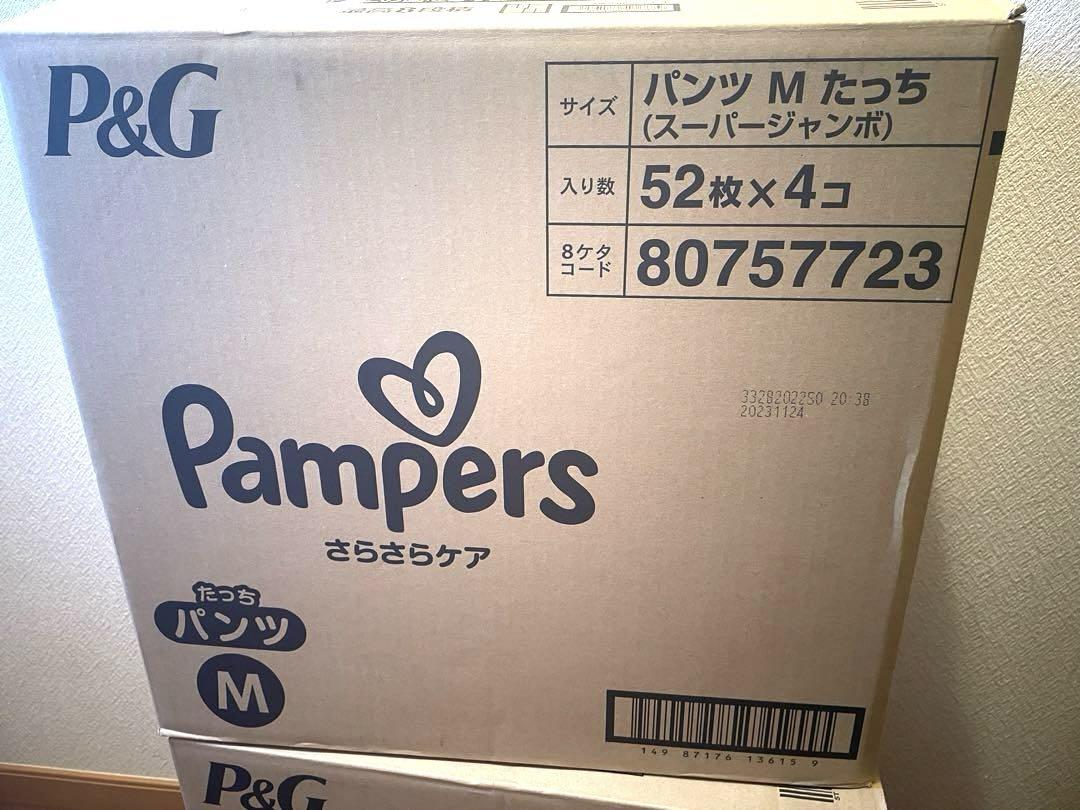 P&G
サイズ
パンツ M たっち
(スーパージャンボ)
入り数
52枚×4コ
8ケタ
コード
80757723
3328202250 20:38
20231124
Pampers
さらさらケア
たっち
パンツ
M
149 87176 13615 9
P&G